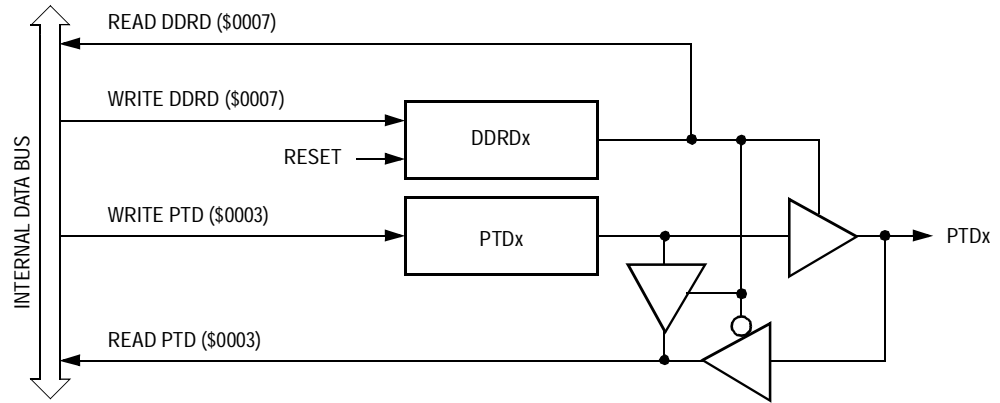 READ DDRD ($0007)
WRITE DDRD ($0007)
DDRDx
RESET
WRITE PTD ($0003)
PTDx
PTDx
READ PTD ($0003)
INTERNAL DATA BUS